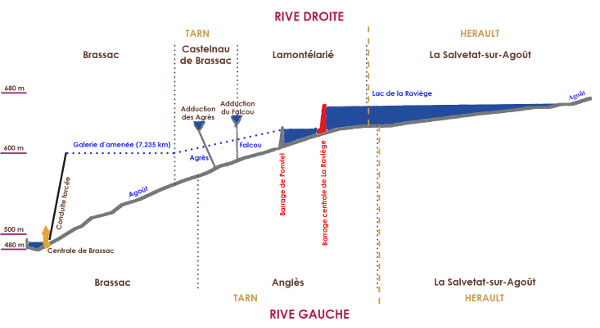 RIVE DROITE
TARN
HERAULT
Brassac
Castelnau
de Brassac
Lamontélarié
La Salvetat-sur-Agoût
680 m
Lac de la Raviège
Agoût
Adduction
des Agrès
Adduction
du Falcou
Galerie d'amenée (7,235 km)
Agrès
Falcou
600 m
Conduite forcée
Agoût
Barrage de Ponviel
Barrage centrale de La Raviège
500 m
480 m
Centrale de Brassac
Brassac
Anglès
La Salvetat-sur-Agoût
TARN
HERAULT
RIVE GAUCHE